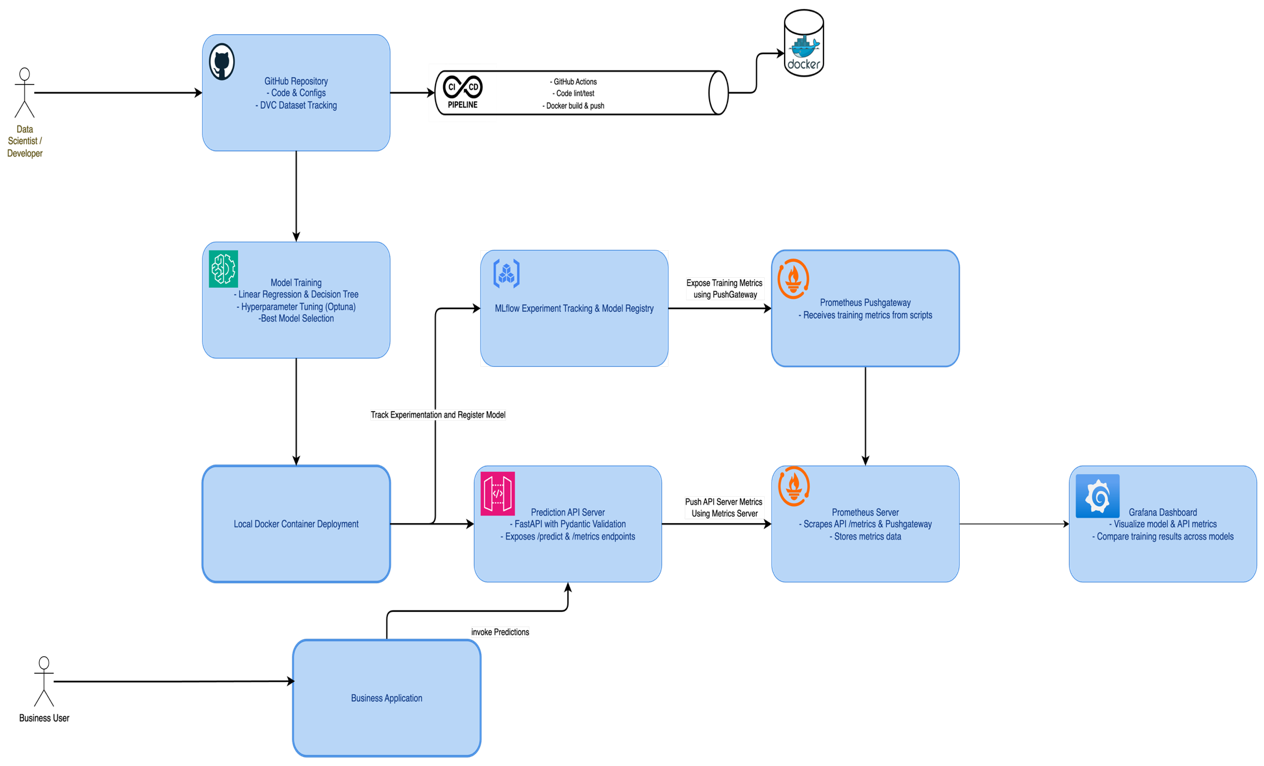 GitHub Repository
- Code & Configs
- DVC Dataset Tracking
CI CD
PIPELINE
- GitHub Actions
- Code lint/test
- Docker build & push
docker
Data
Scientist /
Developer
Model Training
- Linear Regression & Decision Tree
- Hyperparameter Tuning (Optuna)
-Best Model Selection
MLflow Experiment Tracking & Model Registry
Expose Training Metrics
using PushGateway
Prometheus Pushgateway
- Receives training metrics from scripts
Track Experimentation and Register Model
Local Docker Container Deployment
Prediction API Server
- FastAPI with Pydantic Validation
- Exposes /predict & /metrics endpoints
Push API Server Metrics
Using Metrics Server
Prometheus Server
- Scrapes API /metrics & Pushgateway
- Stores metrics data
Grafana Dashboard
- Visualize model & API metrics
- Compare training results across models
invoke Predictions
Business Application
Business User